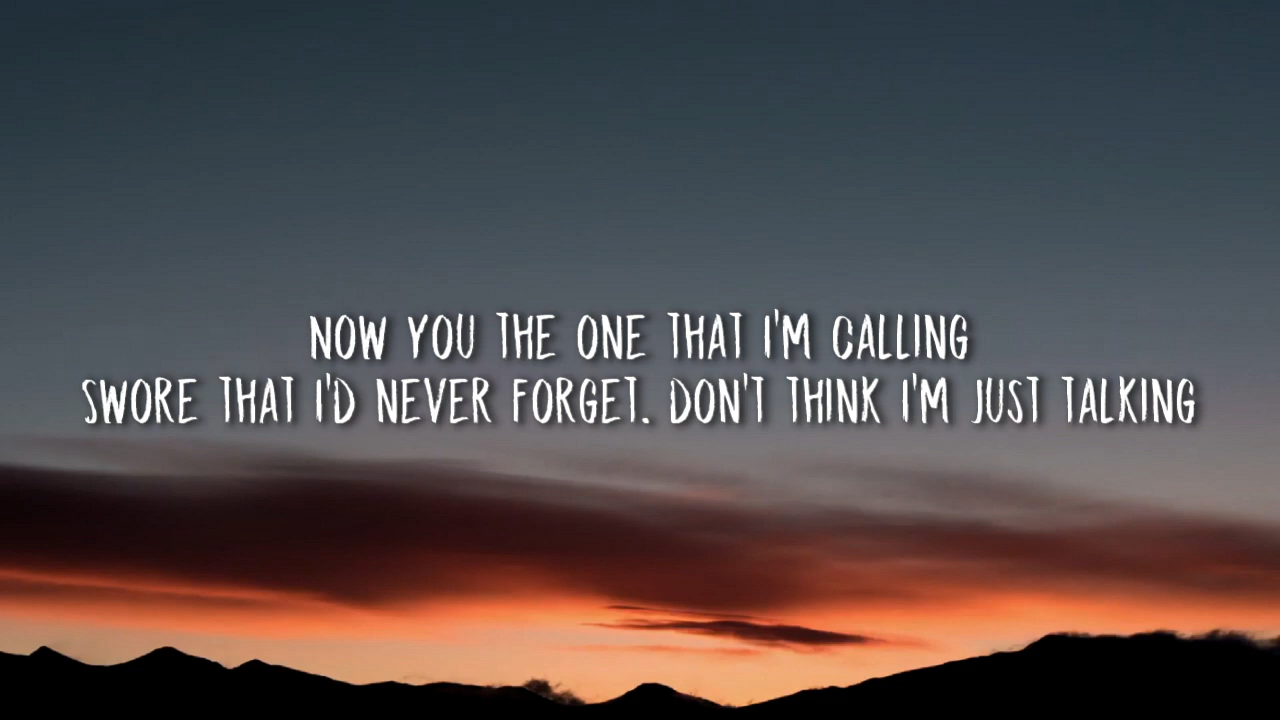 NOW YOU THE ONE THAT I'M CALLING
SWORE THAT I'D NEVER FORGET. DON'T THINK I'M JUST TALKING